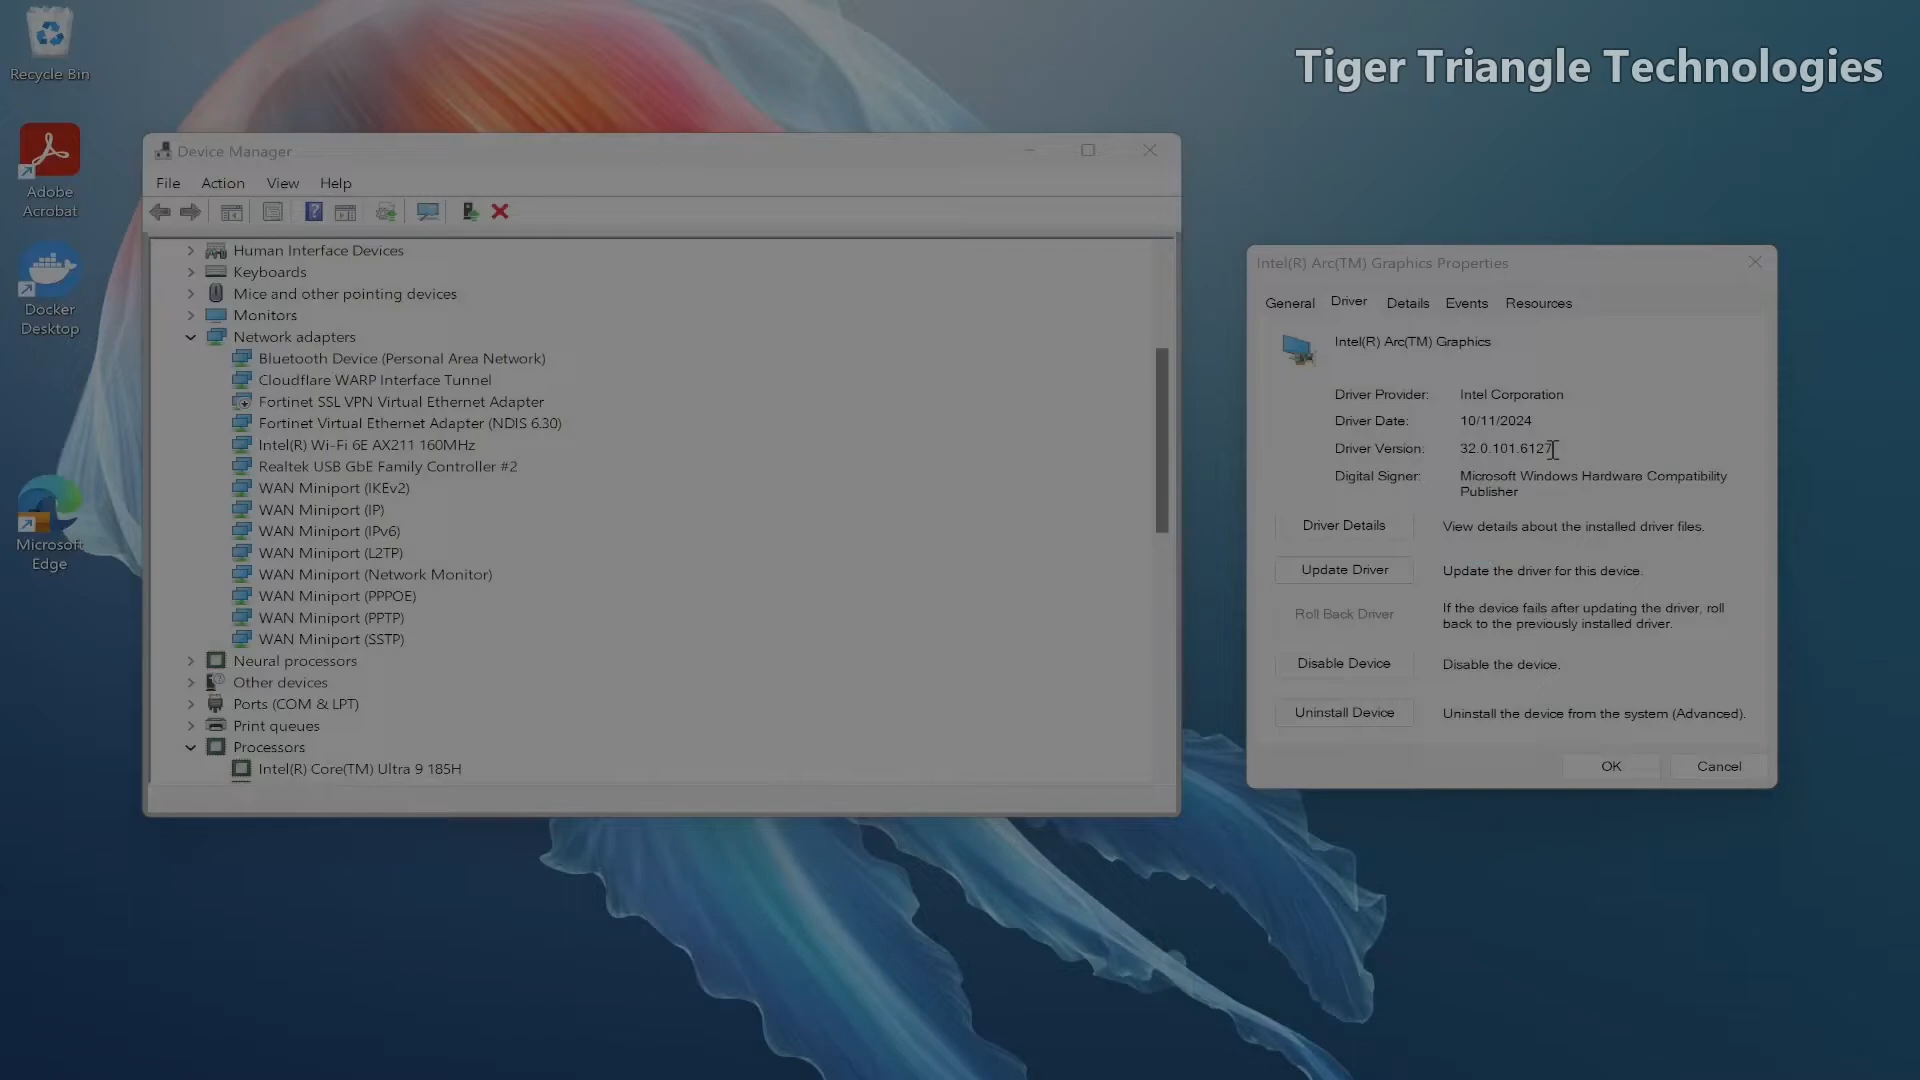 Recycle Bin
Adobe
Acrobat
Docker
Desktop
Microsoft
Edge
Tiger Triangle Technologies
Device Manager
File Action View Help
Human Interface Devices
Keyboards
Mice and other pointing devices
Monitors
Network adapters
Bluetooth Device (Personal Area Network)
Cloudflare WARP Interface Tunnel
Fortinet SSL VPN Virtual Ethernet Adapter
Fortinet Virtual Ethernet Adapter (NDIS 6.30)
Intel(R) Wi-Fi 6E AX211 160MHz
Realtek USB GbE Family Controller #2
WAN Miniport (IKEv2)
WAN Miniport (IP)
WAN Miniport (IPv6)
WAN Miniport (L2TP)
WAN Miniport (Network Monitor)
WAN Miniport (PPPOE)
WAN Miniport (PPTP)
WAN Miniport (SSTP)
Neural processors
Other devices
Ports (COM & LPT)
Print queues
Processors
Intel(R) Core(TM) Ultra 9 185H
Intel(R) Arc(TM) Graphics Properties
General Driver Details Events Resources
Intel(R) Arc(TM) Graphics
Driver Provider: Intel Corporation
Driver Date: 10/11/2024
Driver Version: 32.0.101.6127
Digital Signer: Microsoft Windows Hardware Compatibility
Publisher
Driver Details View details about the installed driver files.
Update Driver Update the driver for this device.
Roll Back Driver If the device fails after updating the driver, roll
back to the previously installed driver.
Disable Device Disable the device.
Uninstall Device Uninstall the device from the system (Advanced).
OK Cancel